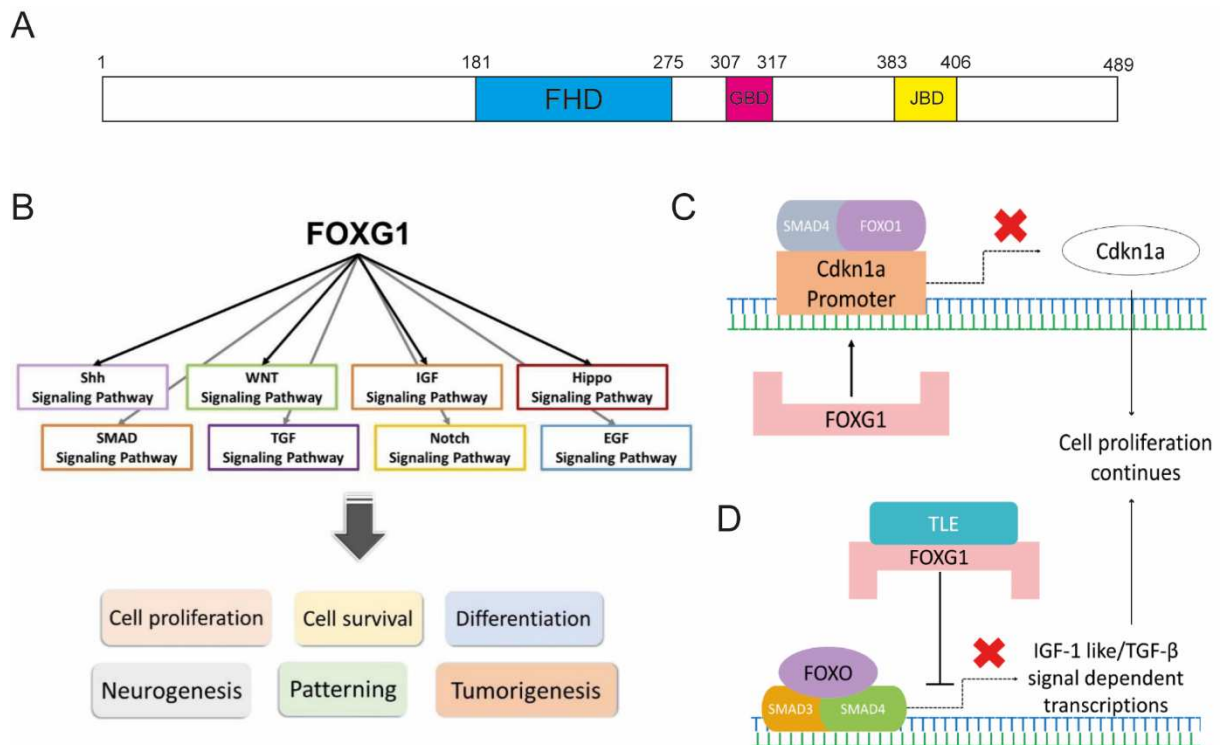 A
1 181 275 307 317 383 406 489
FHD GBD JBD
B
FOXG1
Shh
Signaling Pathway
WNT
Signaling Pathway
IGF
Signaling Pathway
Hippo
Signaling Pathway
SMAD
Signaling Pathway
TGF
Signaling Pathway
Notch
Signaling Pathway
EGF
Signaling Pathway
Cell proliferation
Cell survival
Differentiation
Neurogenesis
Patterning
Tumorigenesis
C
SMAD4 FOXO1
Cdkn1a
Promoter
Cdkn1a
FOXG1
Cell proliferation
continues
D
TLE
FOXG1
FOXO
SMAD3 SMAD4
IGF-1 like/TGF-β
signal dependent
transcriptions